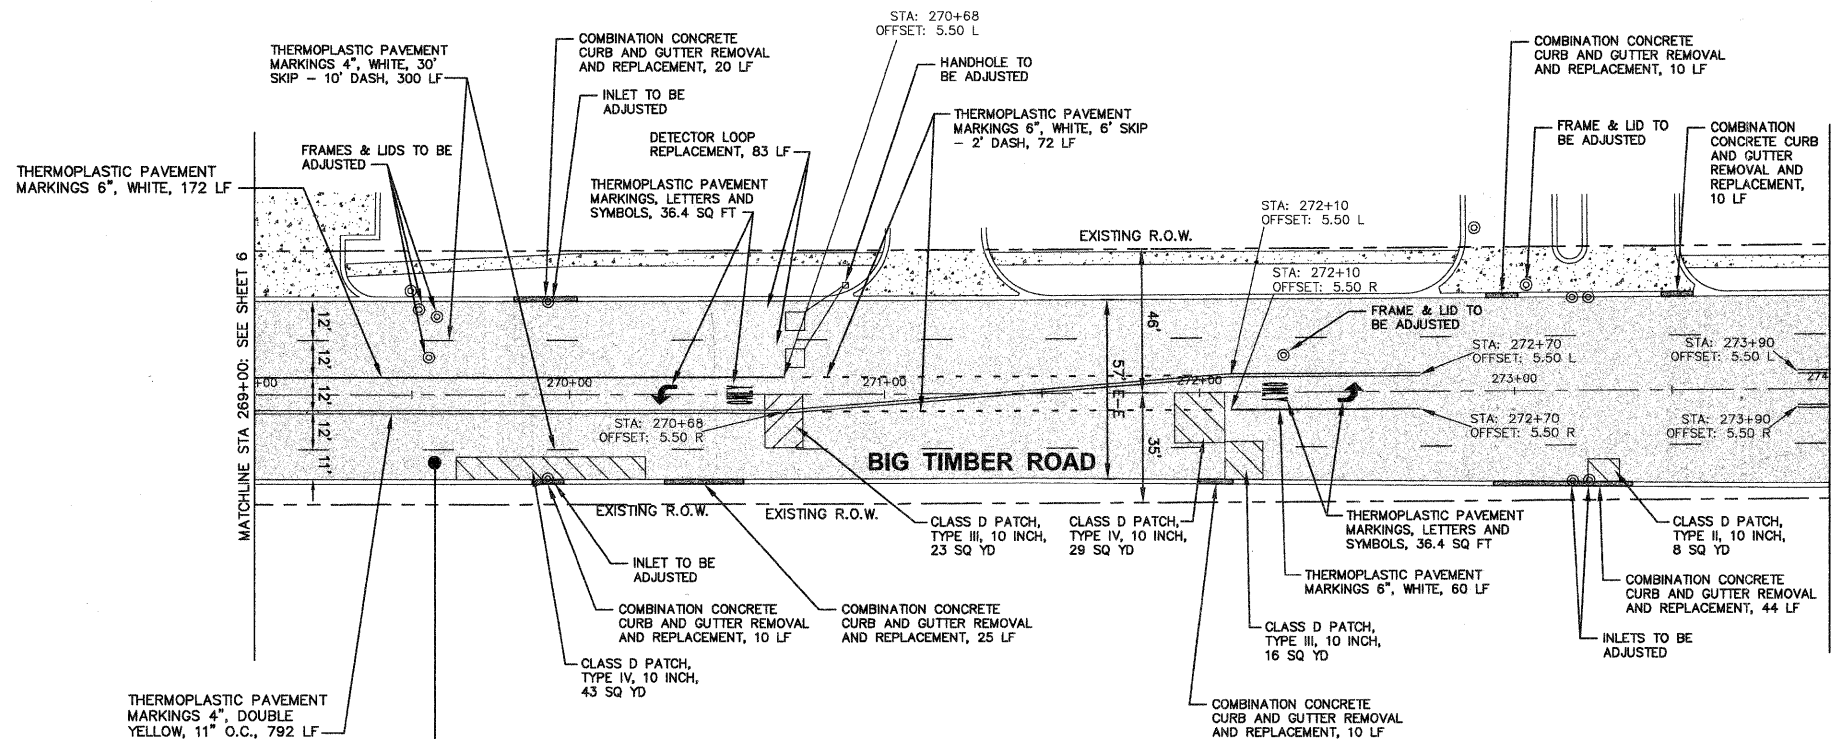 STA: 270+68
OFFSET: 5.50 L
THERMOPLASTIC PAVEMENT
MARKINGS 4", WHITE, 30'
SKIP – 10' DASH, 300 LF
COMBINATION CONCRETE
CURB AND GUTTER REMOVAL
AND REPLACEMENT, 20 LF
HANDHOLE TO
BE ADJUSTED
COMBINATION CONCRETE
CURB AND GUTTER REMOVAL
AND REPLACEMENT, 10 LF
INLET TO BE
ADJUSTED
THERMOPLASTIC PAVEMENT
MARKINGS 6", WHITE, 6' SKIP
– 2' DASH, 72 LF
FRAME & LID TO
BE ADJUSTED
COMBINATION
CONCRETE CURB
AND GUTTER
REMOVAL AND
REPLACEMENT,
10 LF
FRAMES & LIDS TO BE
ADJUSTED
DETECTOR LOOP
REPLACEMENT, 83 LF
THERMOPLASTIC PAVEMENT
MARKINGS 6", WHITE, 172 LF
THERMOPLASTIC PAVEMENT
MARKINGS, LETTERS AND
SYMBOLS, 36.4 SQ FT
STA: 272+10
OFFSET: 5.50 L
EXISTING R.O.W.
STA: 272+10
OFFSET: 5.50 R
MATCHLINE STA 269+00: SEE SHEET 6
12'
12'
12'
12'
11'
46'
57' E-E
35'
FRAME & LID TO
BE ADJUSTED
STA: 272+70
OFFSET: 5.50 L
STA: 273+90
OFFSET: 5.50 L
+00
270+00
271+00
272+00
273+00
274
STA: 270+68
OFFSET: 5.50 R
STA: 272+70
OFFSET: 5.50 R
STA: 273+90
OFFSET: 5.50 R
BIG TIMBER ROAD
EXISTING R.O.W.
EXISTING R.O.W.
CLASS D PATCH,
TYPE III, 10 INCH,
23 SQ YD
CLASS D PATCH,
TYPE IV, 10 INCH,
29 SQ YD
THERMOPLASTIC PAVEMENT
MARKINGS, LETTERS AND
SYMBOLS, 36.4 SQ FT
CLASS D PATCH,
TYPE II, 10 INCH,
8 SQ YD
INLET TO BE
ADJUSTED
THERMOPLASTIC PAVEMENT
MARKINGS 6", WHITE, 60 LF
COMBINATION CONCRETE
CURB AND GUTTER REMOVAL
AND REPLACEMENT, 44 LF
COMBINATION CONCRETE
CURB AND GUTTER REMOVAL
AND REPLACEMENT, 10 LF
COMBINATION CONCRETE
CURB AND GUTTER REMOVAL
AND REPLACEMENT, 25 LF
CLASS D PATCH,
TYPE III, 10 INCH,
16 SQ YD
INLETS TO BE
ADJUSTED
CLASS D PATCH,
TYPE IV, 10 INCH,
43 SQ YD
THERMOPLASTIC PAVEMENT
MARKINGS 4", DOUBLE
YELLOW, 11" O.C., 792 LF
COMBINATION CONCRETE
CURB AND GUTTER REMOVAL
AND REPLACEMENT, 10 LF